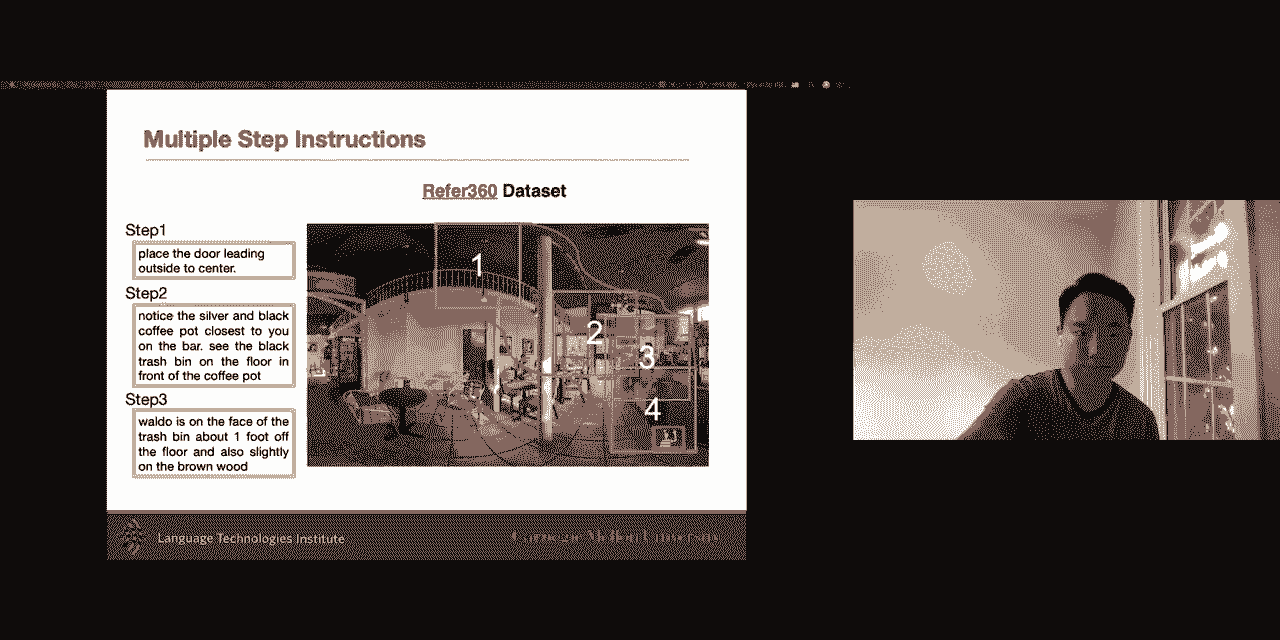 Multiple Step Instructions
Refer360 Dataset
Step1
place the door leading
outside to center.
Step2
notice the silver and black
coffee pot closest to you
on the bar. see the black
trash bin on the floor in
front of the coffee pot
Step3
waldo is on the face of the
trash bin about 1 foot off
the floor and also slightly
on the brown wood
1
2
3
4
Language Technologies Institute
Carnegie Mellon University